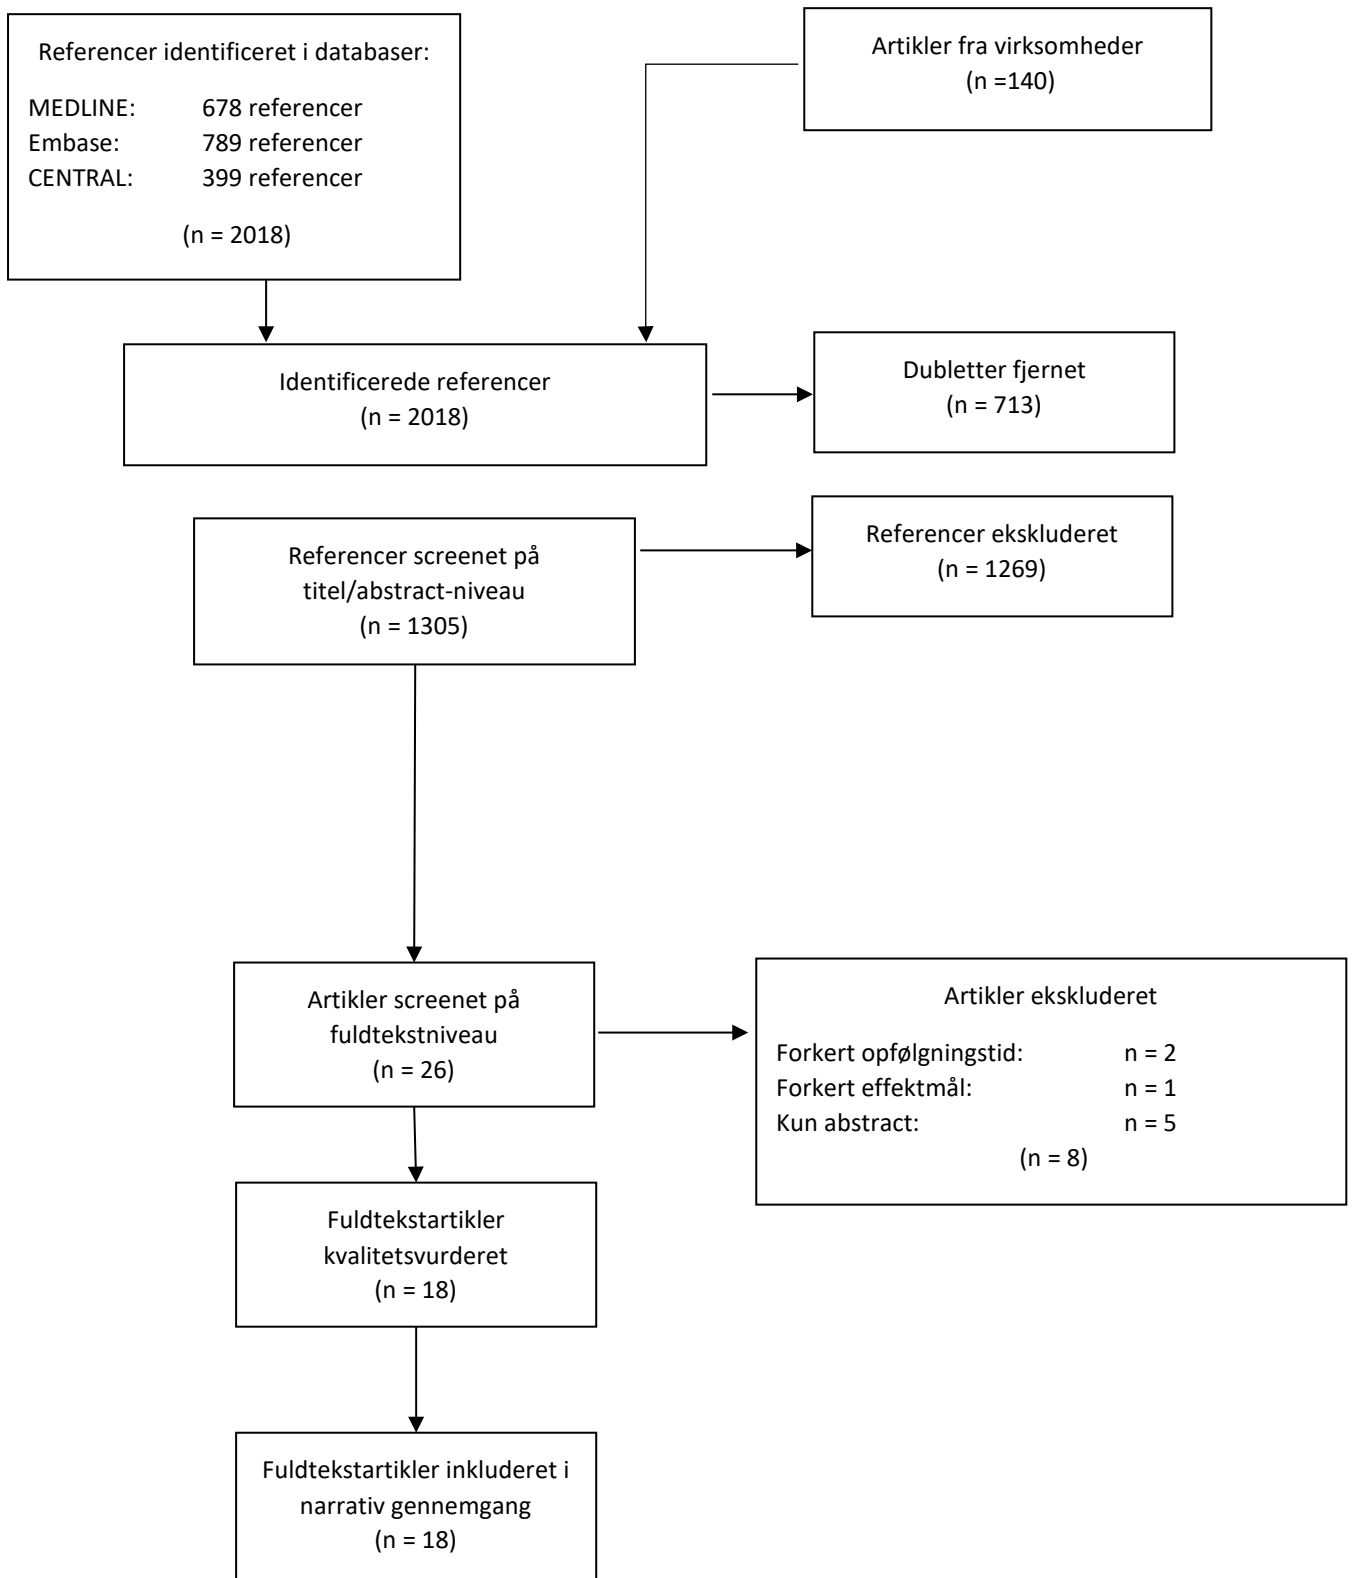 Referencer identificeret i databaser:
MEDLINE: 678 referencer
Embase: 789 referencer
CENTRAL: 399 referencer
(n = 2018)
Artikler fra virksomheder
(n =140)
Identificerede referencer
(n = 2018)
Dubletter fjernet
(n = 713)
Referencer screenet på
titel/abstract-niveau
(n = 1305)
Referencer ekskluderet
(n = 1269)
Artikler screenet på
fuldtekstniveau
(n = 26)
Artikler ekskluderet
Forkert opfølgningstid: n = 2
Forkert effektmål: n = 1
Kun abstract: n = 5
(n = 8)
Fuldtekstartikler
kvalitetsvurderet
(n = 18)
Fuldtekstartikler inkluderet i
narrativ gennemgang
(n = 18)